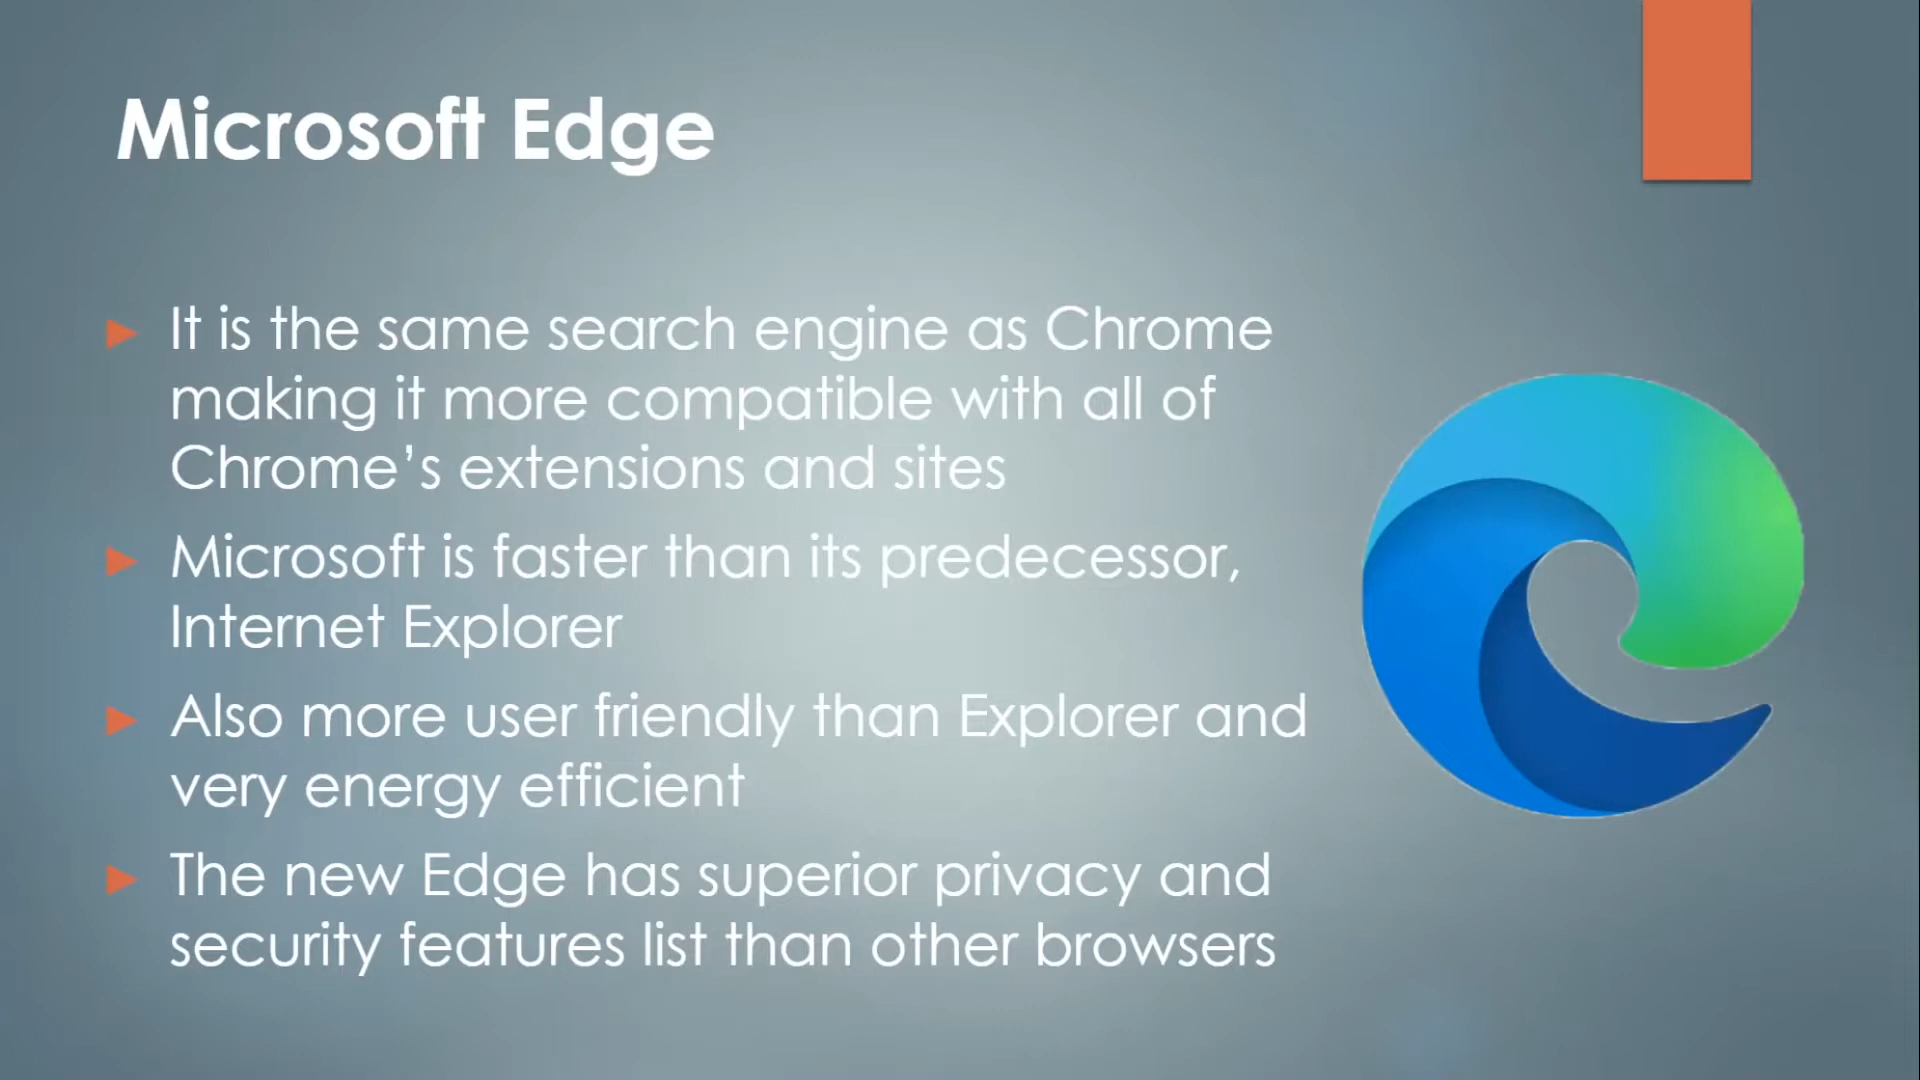 Microsoft Edge
It is the same search engine as Chrome
making it more compatible with all of
Chrome’s extensions and sites
Microsoft is faster than its predecessor,
Internet Explorer
Also more user friendly than Explorer and
very energy efficient
The new Edge has superior privacy and
security features list than other browsers